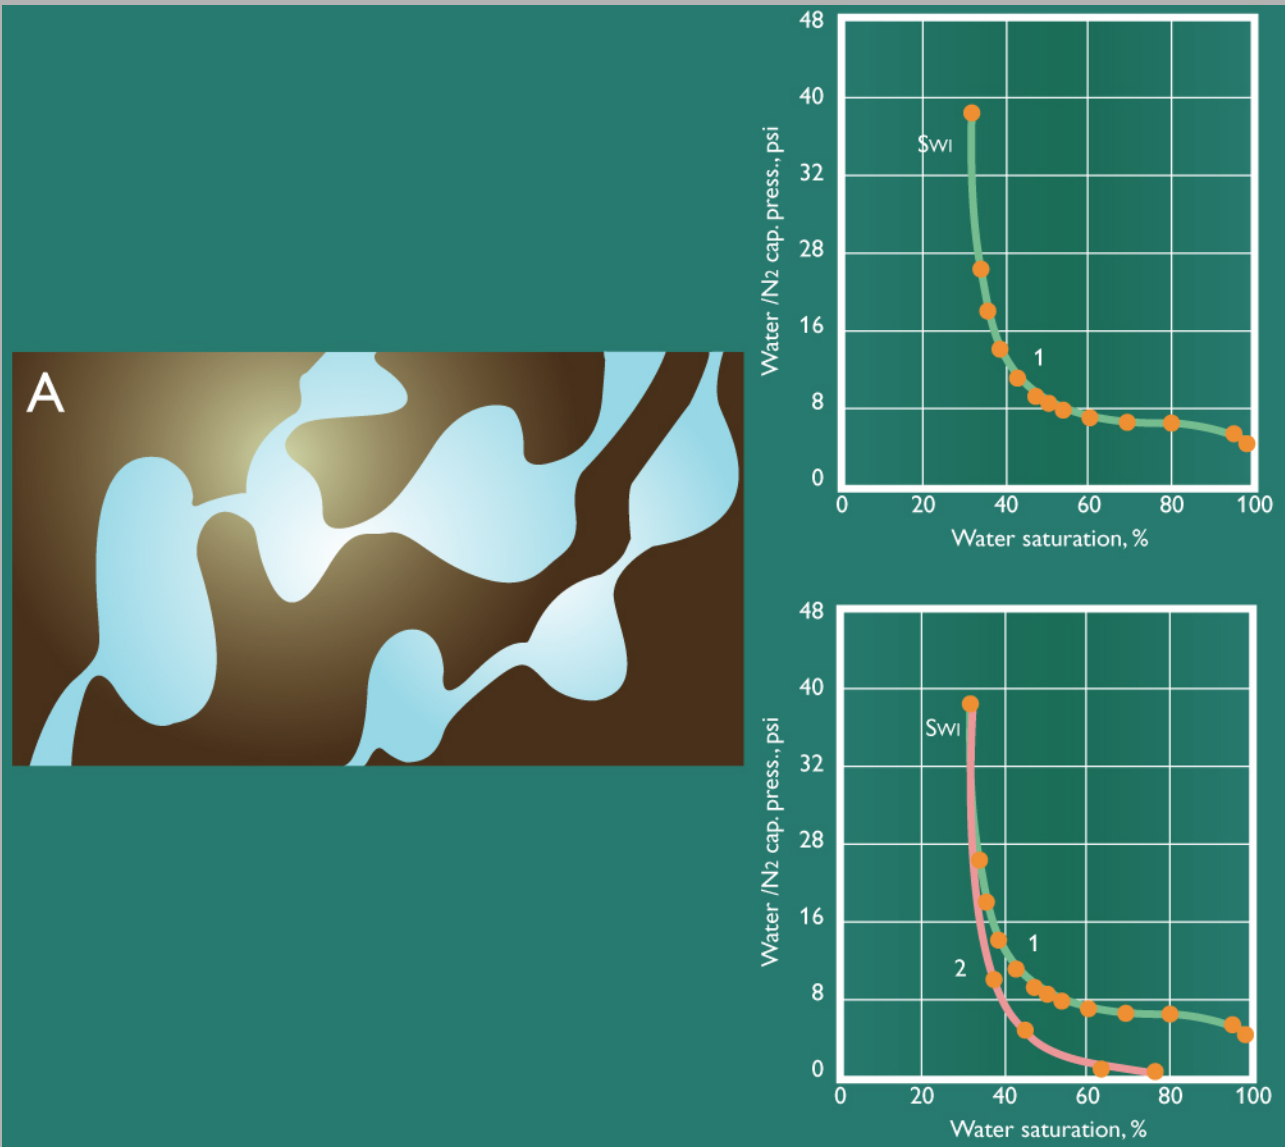 A
48
40
32
28
16
8
0
Water /N2 cap. press., psi
SWI
1
0 20 40 60 80 100
Water saturation, %
48
40
32
28
16
8
0
Water /N2 cap. press., psi
SWI
1
2
0 20 40 60 80 100
Water saturation, %